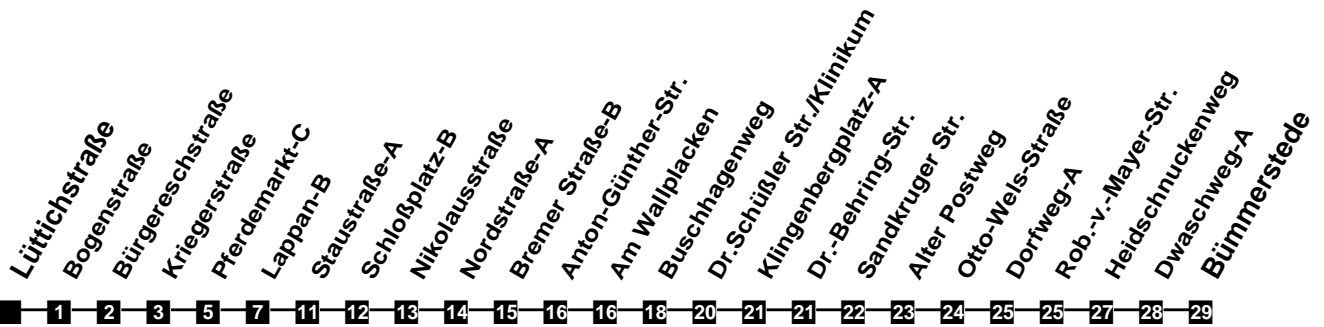 Lüttichstraße
Bogenstraße
Bürgereschstraße
Kriegerstraße
Pferdemarkt-C
Lappan-B
Staustraße-A
Schloßplatz-B
Nikolausstraße
Nordstraße-A
Bremer Straße-B
Anton-Günther-Str.
Am Wallplacken
Buschhagenweg
Dr.Schüßler Str./Klinikum
Klingenbergplatz-A
Dr.-Behring-Str.
Sandkruger Str.
Alter Postweg
Otto-Wels-Straße
Dorfweg-A
Rob.-v.-Mayer-Str.
Heidschnuckenweg
Dwaschweg-A
Bümmerstede
1 2 3 5 7 11 12 13 14 15 16 16 18 20 21 21 22 23 24 25 25 27 28 29